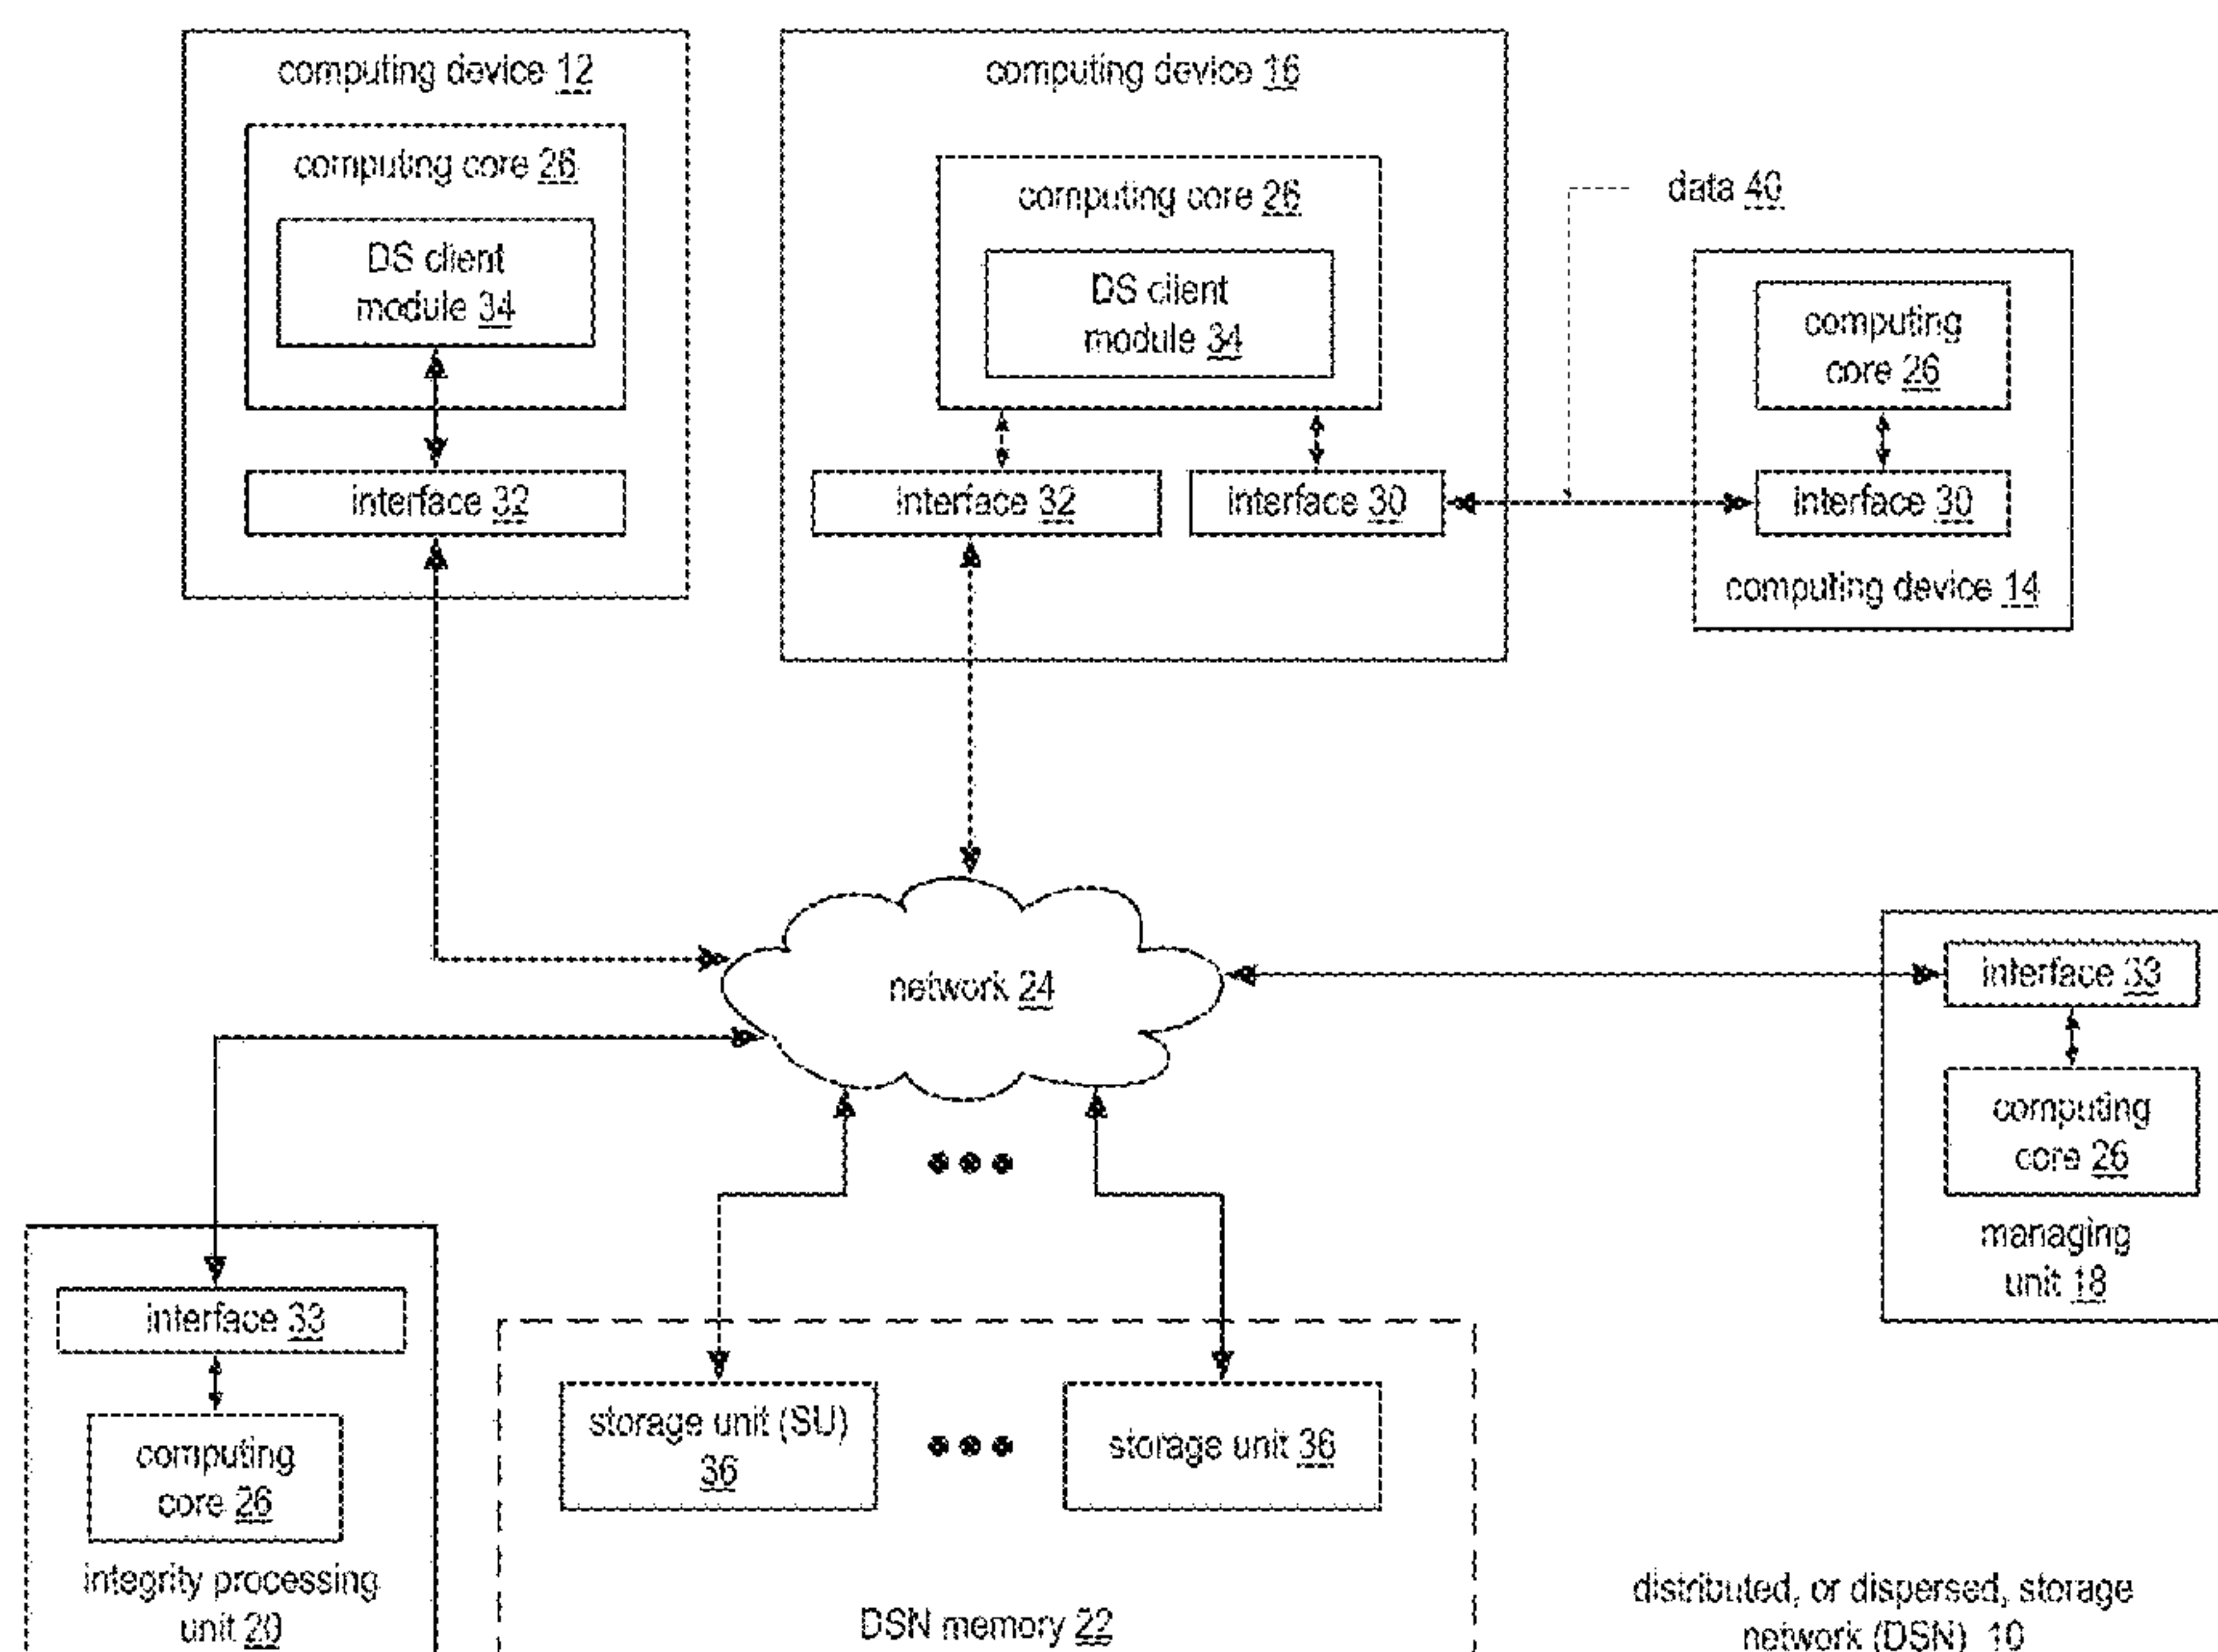 computing device 12
computing core 26
DS client
module 34
interface 32
computing device 16
computing core 26
DS client
module 34
interface 32
interface 30
data 40
computing
core 26
interface 30
computing device 14
network 24
interface 33
computing
core 26
managing
unit 18
interface 33
computing
core 26
integrity processing
unit 20
storage unit (SU)
36
storage unit 36
DSN memory 22
distributed, or dispersed, storage
network (DSN) 10